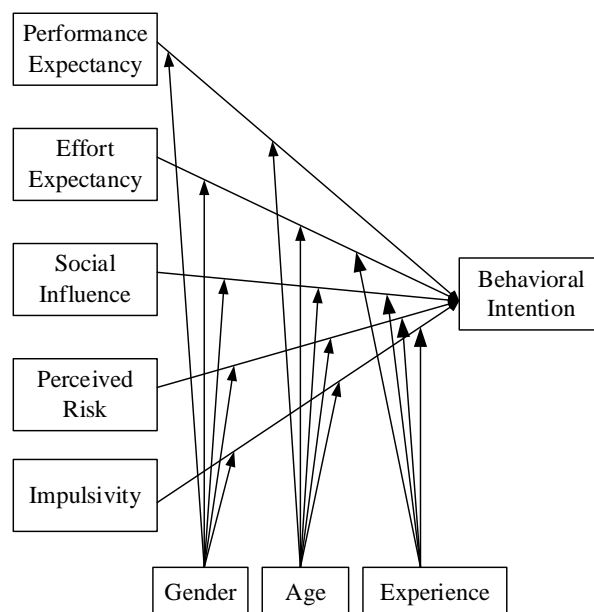 Performance
Expectancy
Effort
Expectancy
Social
Influence
Behavioral
Intention
Perceived
Risk
Impulsivity
Gender
Age
Experience